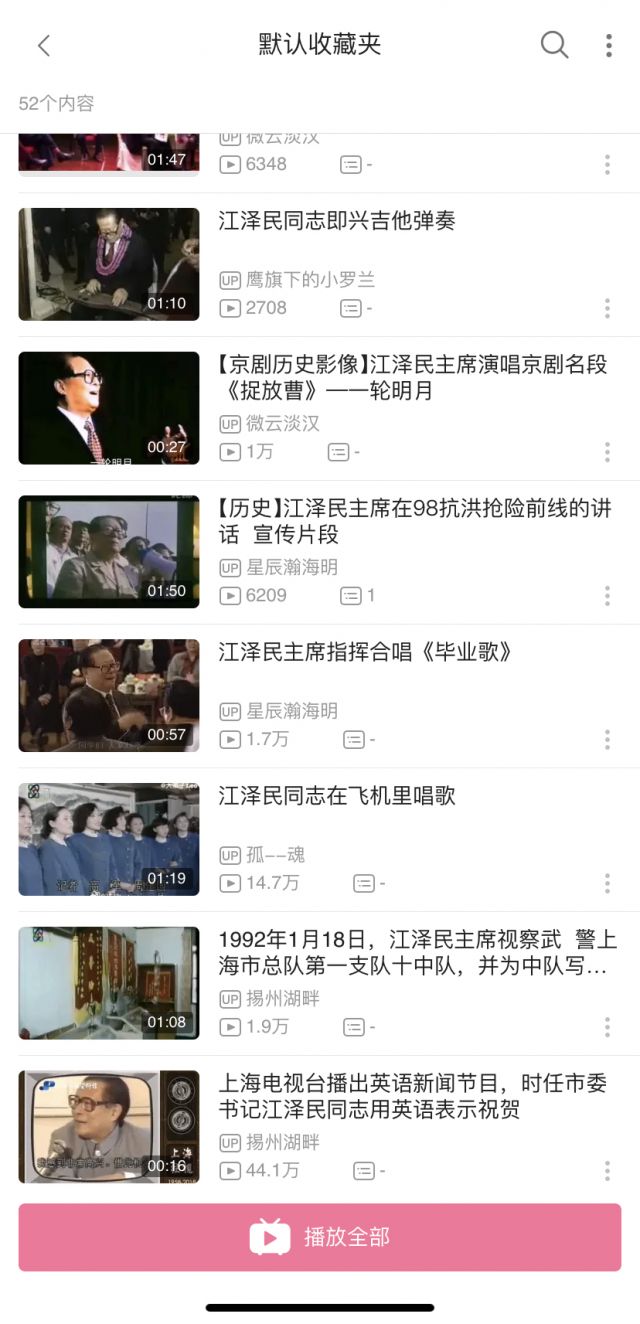 默认收藏夹
52个内容
01:47
UP 微云淡汉
6348
-
01:10
江泽民同志即兴吉他弹奏
UP 鹰旗下的小罗兰
2708
-
一轮明月
00:27
【京剧历史影像】江泽民主席演唱京剧名段
《捉放曹》——一轮明月
UP 微云淡汉
1万
-
01:50
【历史】江泽民主席在98抗洪抢险前线的讲
话 宣传片段
UP 星辰瀚海明
6209
1
00:57
江泽民主席指挥合唱《毕业歌》
UP 星辰瀚海明
1.7万
-
01:19
江泽民同志在飞机里唱歌
UP 孤--魂
14.7万
-
01:08
1992年1月18日，江泽民主席视察武 警上
海市总队第一支队十中队，并为中队写...
UP 揚州湖畔
1.9万
-
上海
00:16
上海电视台播出英语新闻节目，时任市委
书记江泽民同志用英语表示祝贺
UP 揚州湖畔
44.1万
-
播放全部